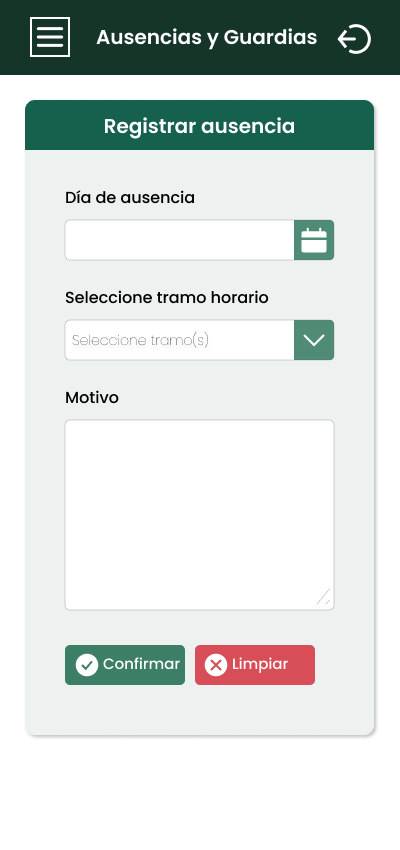 Ausencias y Guardias
Registrar ausencia
Día de ausencia
Seleccione tramo horario
Seleccione tramo(s)
Motivo
Confirmar
Limpiar